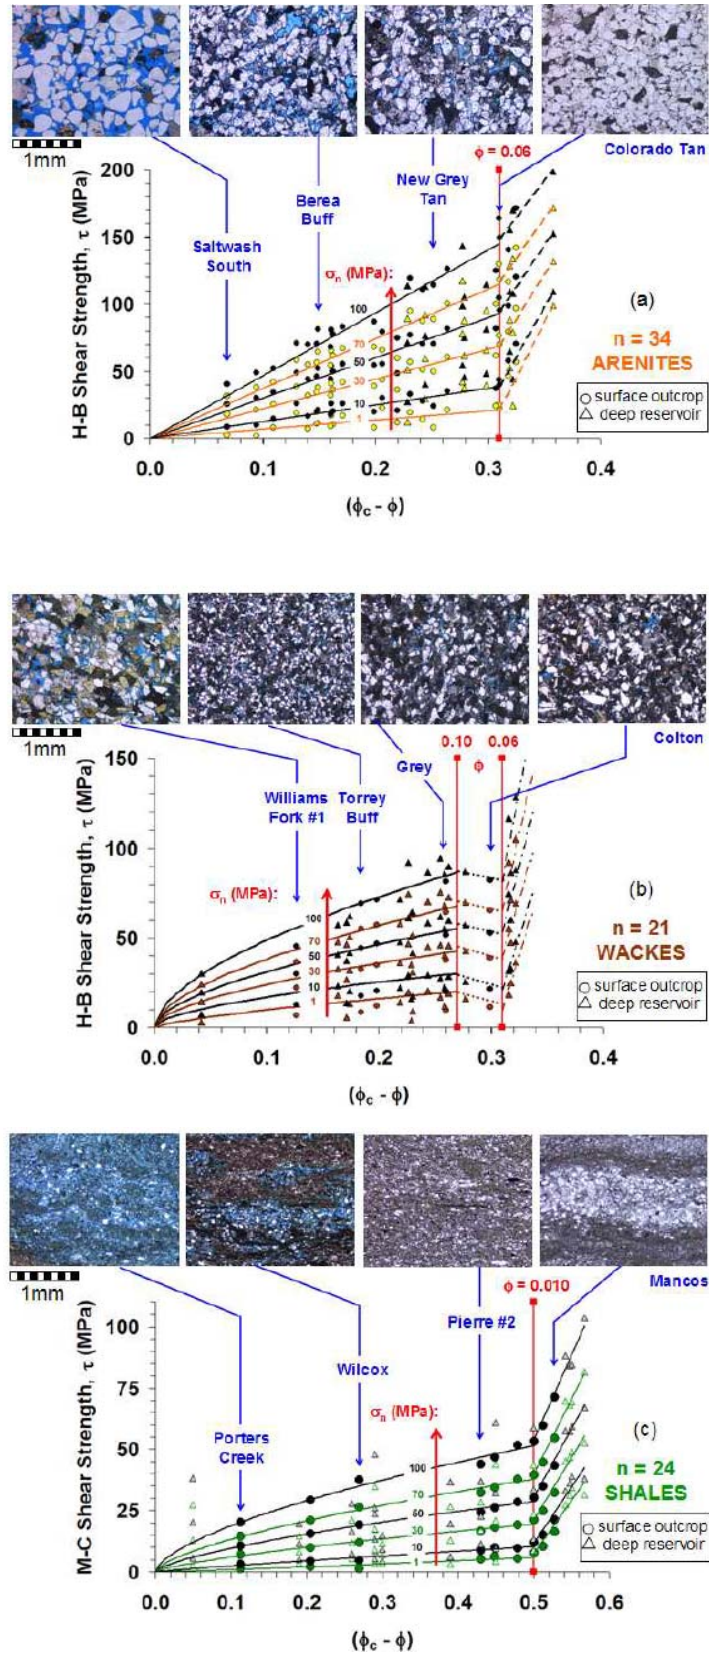 1mm
ϕ = 0.06
Colorado Tan
200
150
100
50
0
H-B Shear Strength, τ (MPa)
Saltwash
South
Berea
Buff
New Grey
Tan
σn (MPa):
100
70
50
30
10
1
(a)
n = 34
ARENITES
surface outcrop
deep reservoir
0.0 0.1 0.2 0.3 0.4
(ϕc - ϕ)
1mm
0.10 ϕ 0.06
Colton
150
100
50
0
H-B Shear Strength, τ (MPa)
Grey
Williams
Fork #1
Torrey
Buff
σn (MPa):
100
70
50
30
10
1
(b)
n = 21
WACKES
surface outcrop
deep reservoir
0.0 0.1 0.2 0.3 0.4
(ϕc - ϕ)
1mm
ϕ = 0.010
Mancos
100
75
50
25
0
M-C Shear Strength, τ (MPa)
Porters
Creek
Wilcox
Pierre #2
σn (MPa):
100
70
50
30
10
1
(c)
n = 24
SHALES
surface outcrop
deep reservoir
0.0 0.1 0.2 0.3 0.4 0.5 0.6
(ϕc - ϕ)